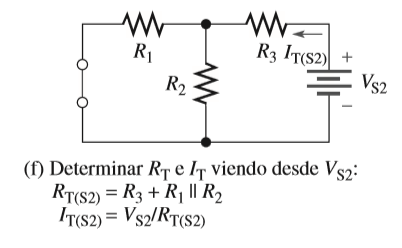 R1
R3
IT(S2)
+
VS2
R2
−
(f) Determinar RT e IT viendo desde VS2:
RT(S2) = R3 + R1 || R2
IT(S2) = VS2/RT(S2)